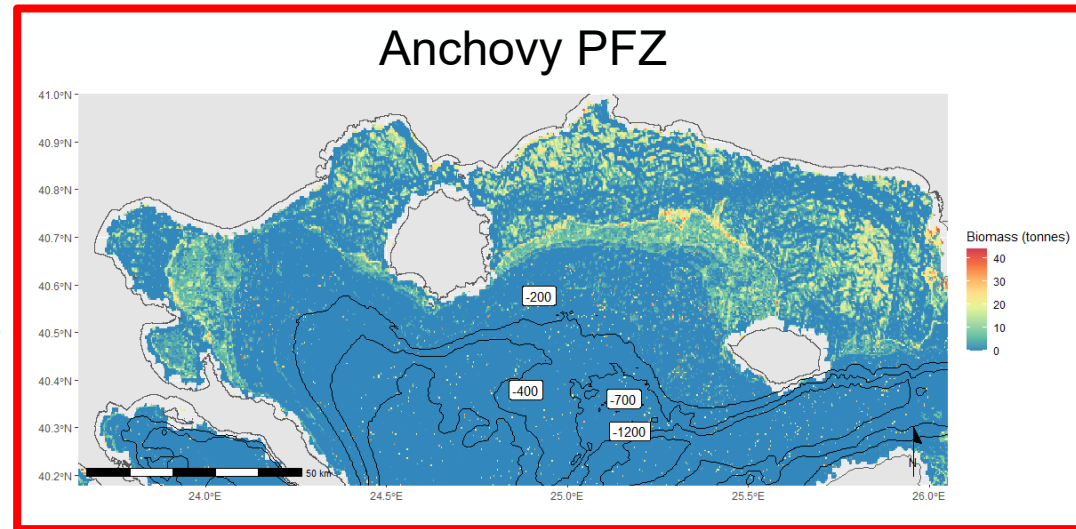 Anchovy PFZ
41.0°N
40.9°N
40.8°N
40.7°N
40.6°N
40.5°N
40.4°N
40.3°N
40.2°N
-200
-400
-700
-1200
50 km
N
24.0°E
24.5°E
25.0°E
25.5°E
26.0°E
Biomass (tonnes)
40
30
20
10
0